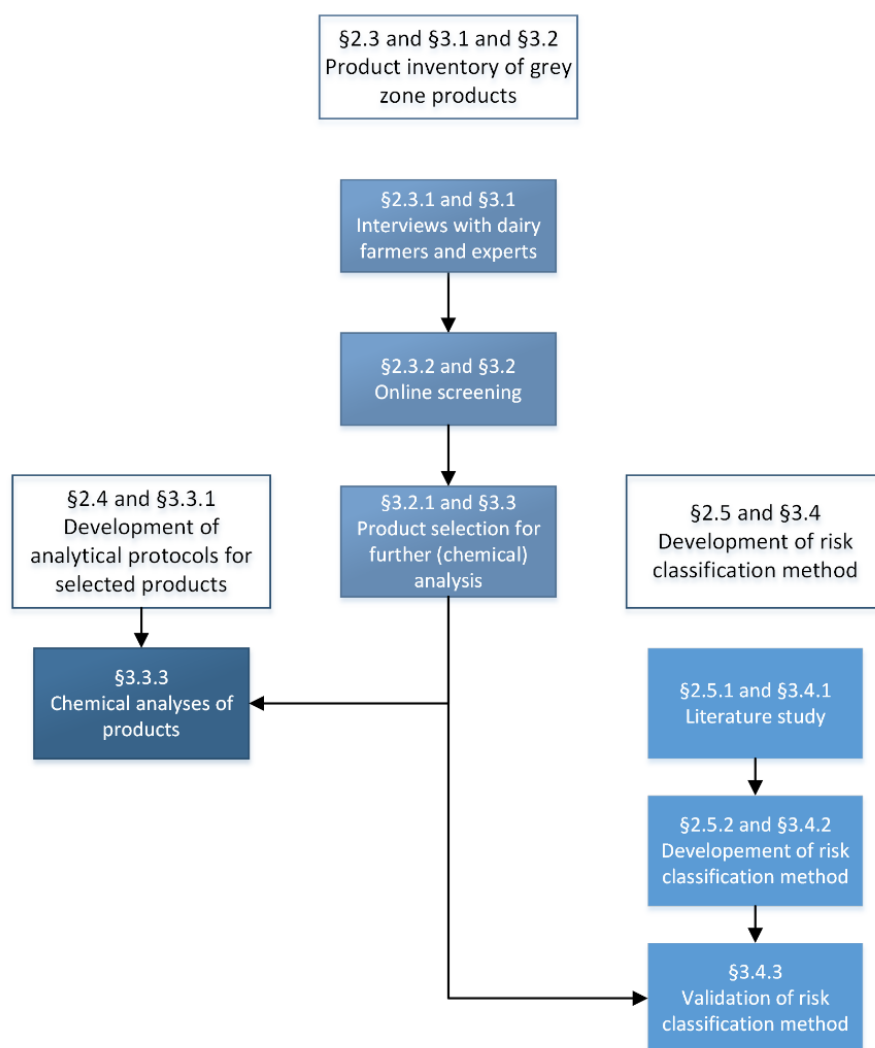 §2.3 and §3.1 and §3.2
Product inventory of grey
zone products
§2.3.1 and §3.1
Interviews with dairy
farmers and experts
§2.3.2 and §3.2
Online screening
§2.4 and §3.3.1
Development of
analytical protocols for
selected products
§3.2.1 and §3.3
Product selection for
further (chemical)
analysis
§2.5 and §3.4
Development of risk
classification method
§3.3.3
Chemical analyses of
products
§2.5.1 and §3.4.1
Literature study
§2.5.2 and §3.4.2
Developement of risk
classification method
§3.4.3
Validation of risk
classification method